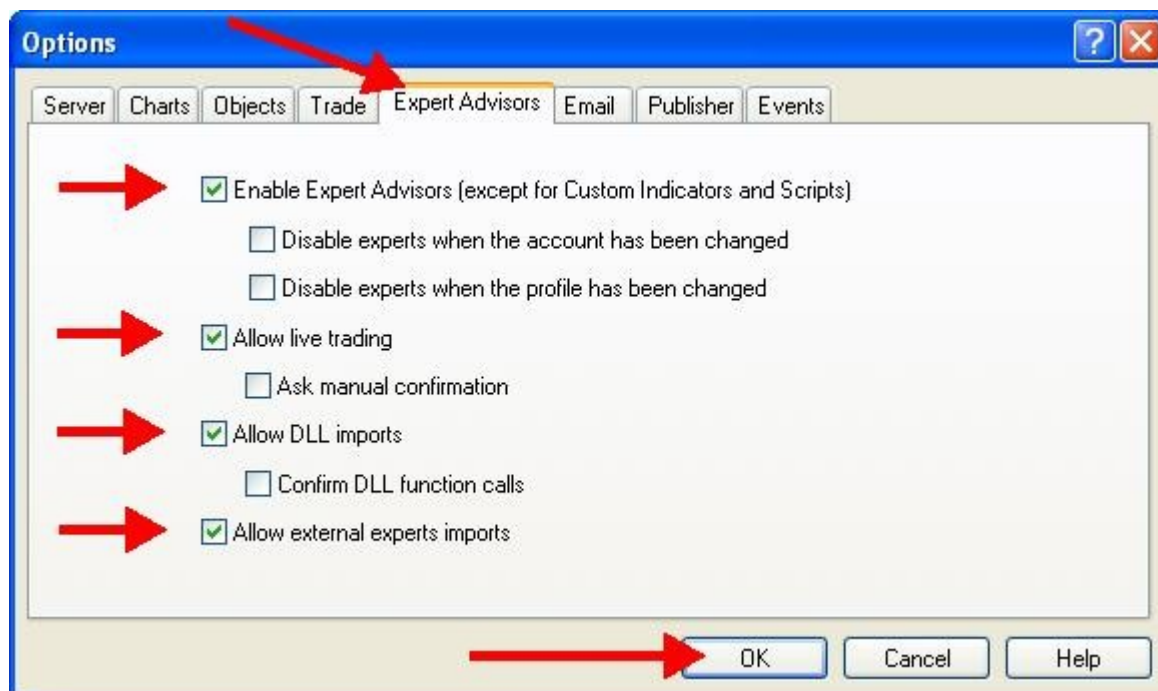 Options
Server Charts Objects Trade Expert Advisors Email Publisher Events
Enable Expert Advisors (except for Custom Indicators and Scripts)
Disable experts when the account has been changed
Disable experts when the profile has been changed
Allow live trading
Ask manual confirmation
Allow DLL imports
Confirm DLL function calls
Allow external experts imports
OK Cancel Help